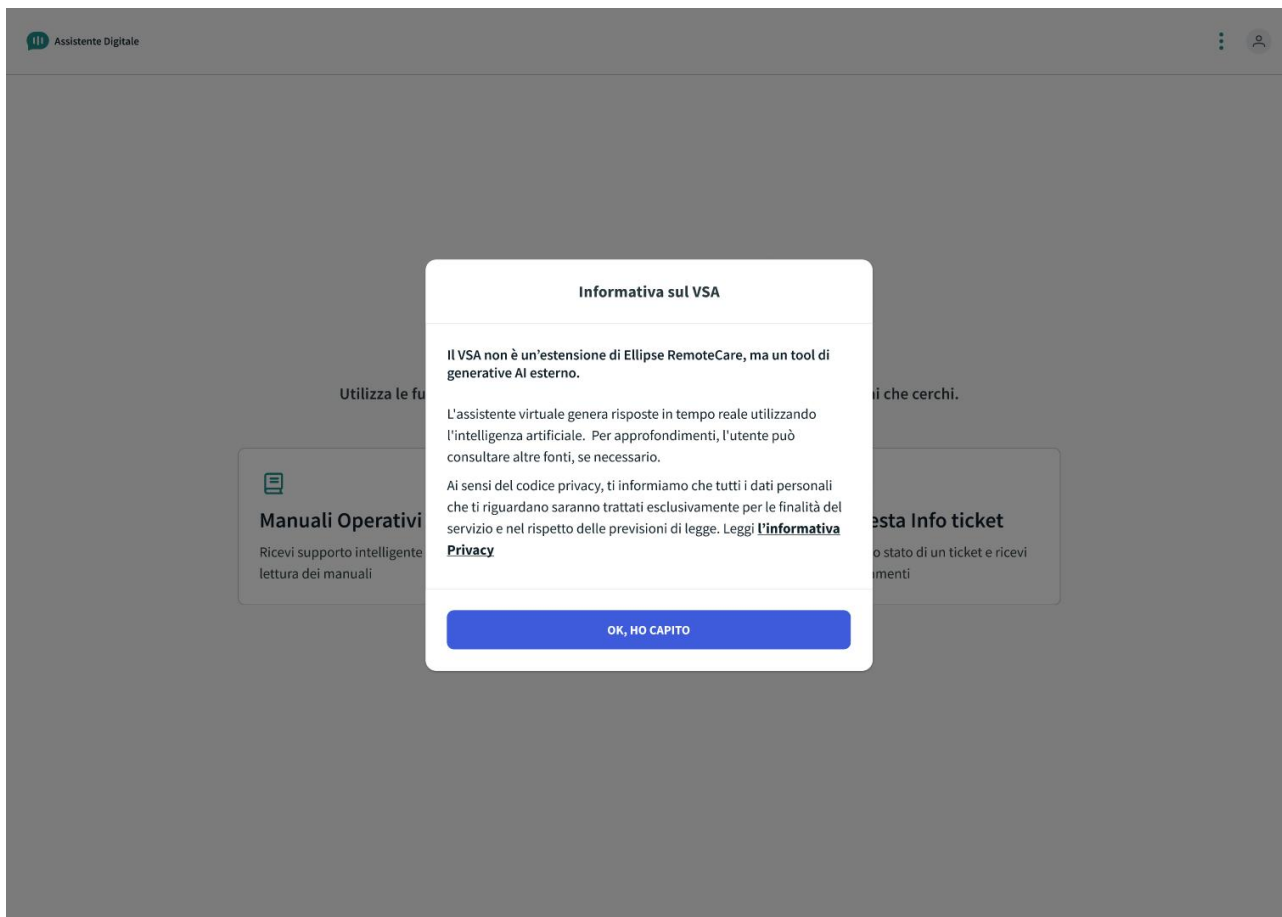 Assistente Digitale
Informativa sul VSA
Il VSA non è un'estensione di Ellipse RemoteCare, ma un tool di
generative AI esterno.
Utilizza le fu
i che cerchi.
L'assistente virtuale genera risposte in tempo reale utilizzando
l'intelligenza artificiale. Per approfondimenti, l'utente può
consultare altre fonti, se necessario.
Ai sensi del codice privacy, ti informiamo che tutti i dati personali
che ti riguardano saranno trattati esclusivamente per le finalità del
servizio e nel rispetto delle previsioni di legge. Leggi l’informativa
Privacy
Manuali Operativi
Ricevi supporto intelligente
lettura dei manuali
esta Info ticket
o stato di un ticket e ricevi
menti
OK, HO CAPITO